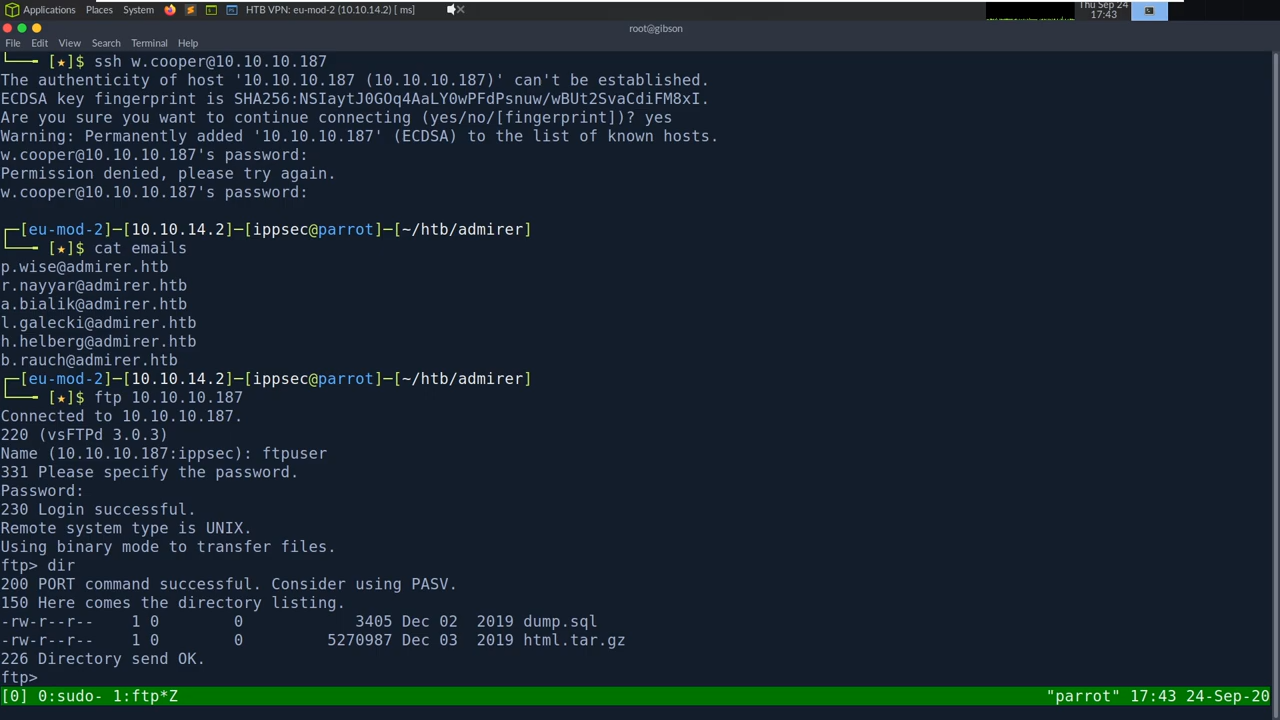 Applications Places System HTB VPN: eu-mod-2 (10.10.14.2) [ ms] Thu Sep 24
17:43
root@gibson
File Edit View Search Terminal Help
└──╼ [★]$ ssh w.cooper@10.10.10.187
The authenticity of host '10.10.10.187 (10.10.10.187)' can't be established.
ECDSA key fingerprint is SHA256:NSIaytJ0GOq4AaLY0wPFdPsnuw/wBUt2SvaCdiFM8xI.
Are you sure you want to continue connecting (yes/no/[fingerprint])? yes
Warning: Permanently added '10.10.10.187' (ECDSA) to the list of known hosts.
w.cooper@10.10.10.187's password:
Permission denied, please try again.
w.cooper@10.10.10.187's password:
┌─[eu-mod-2]─[10.10.14.2]─[ippsec@parrot]─[~/htb/admirer]
└──╼ [★]$ cat emails
p.wise@admirer.htb
r.nayyar@admirer.htb
a.bialik@admirer.htb
l.galecki@admirer.htb
h.helberg@admirer.htb
b.rauch@admirer.htb
┌─[eu-mod-2]─[10.10.14.2]─[ippsec@parrot]─[~/htb/admirer]
└──╼ [★]$ ftp 10.10.10.187
Connected to 10.10.10.187.
220 (vsFTPd 3.0.3)
Name (10.10.10.187:ippsec): ftpuser
331 Please specify the password.
Password:
230 Login successful.
Remote system type is UNIX.
Using binary mode to transfer files.
ftp> dir
200 PORT command successful. Consider using PASV.
150 Here comes the directory listing.
-rw-r--r-- 1 0 0 3405 Dec 02 2019 dump.sql
-rw-r--r-- 1 0 0 5270987 Dec 03 2019 html.tar.gz
226 Directory send OK.
ftp>
[0] 0:sudo- 1:ftp*Z "parrot" 17:43 24-Sep-20